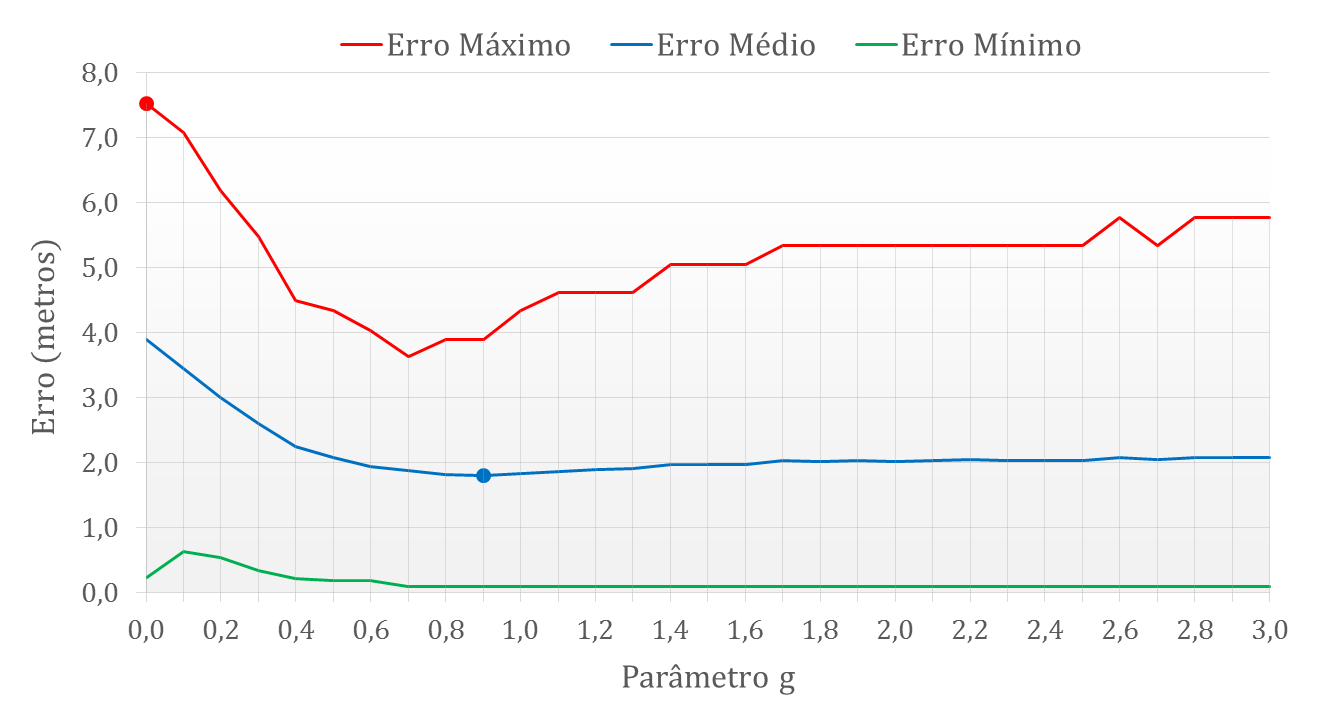 Erro Máximo Erro Médio Erro Mínimo
8,0
7,0
6,0
5,0
4,0
3,0
2,0
1,0
0,0
Erro (metros)
0,0 0,2 0,4 0,6 0,8 1,0 1,2 1,4 1,6 1,8 2,0 2,2 2,4 2,6 2,8 3,0
Parâmetro g